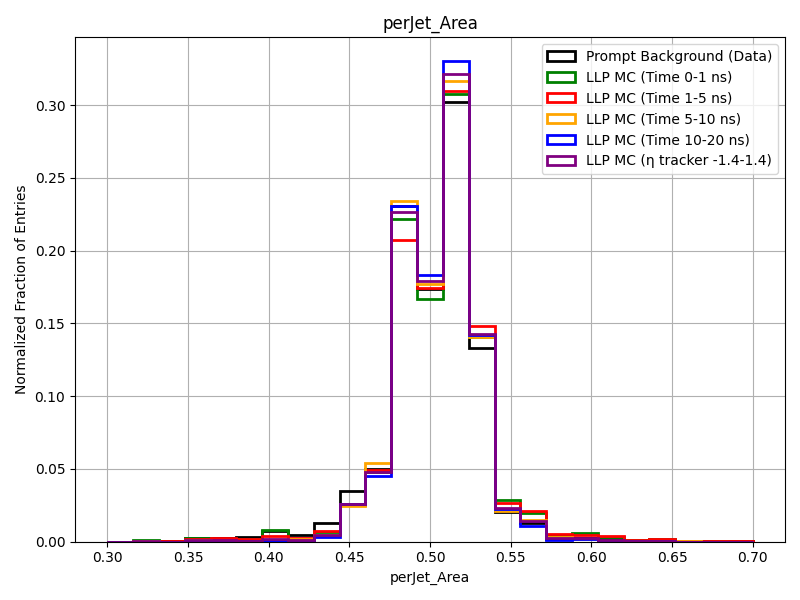 perJet_Area
Prompt Background (Data)
LLP MC (Time 0-1 ns)
LLP MC (Time 1-5 ns)
LLP MC (Time 5-10 ns)
LLP MC (Time 10-20 ns)
LLP MC (η tracker -1.4-1.4)
Normalized Fraction of Entries
0.30
0.25
0.20
0.15
0.10
0.05
0.00
0.30 0.35 0.40 0.45 0.50 0.55 0.60 0.65 0.70
perJet_Area